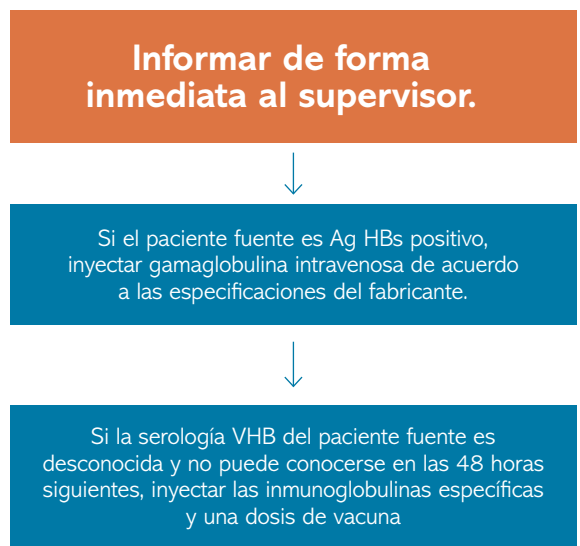 Informar de forma
inmediata al supervisor.
Si el paciente fuente es Ag HBs positivo,
inyectar gamaglobulina intravenosa de acuerdo
a las especificaciones del fabricante.
Si la serología VHB del paciente fuente es
desconocida y no puede conocerse en las 48 horas
siguientes, inyectar las inmunoglobulinas específicas
y una dosis de vacuna